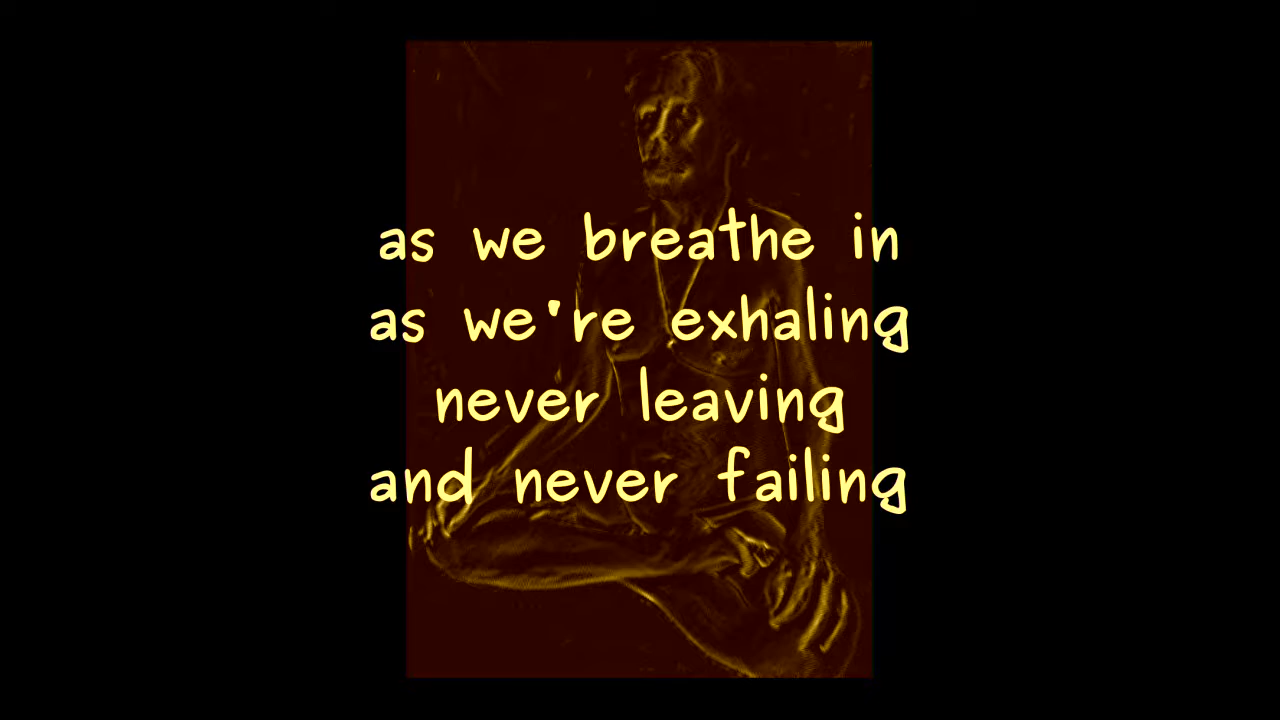 as we breathe in
as we're exhaling
never leaving
and never failing